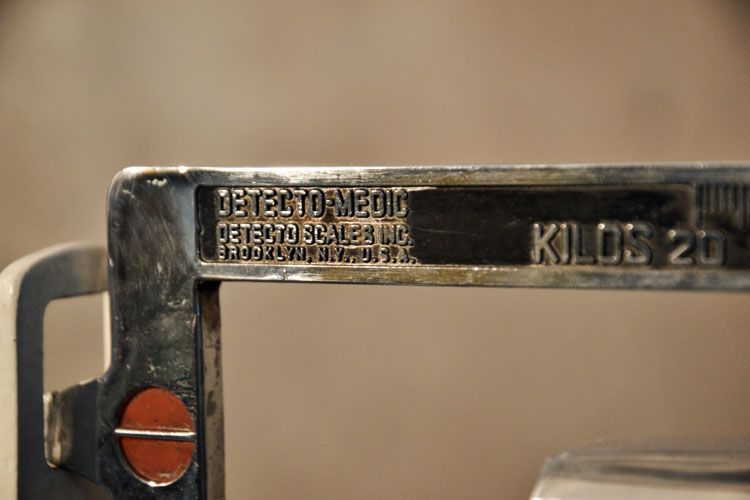 DETECTO-MEDIC
DETECTO SCALES INC.
BROOKLYN, N.Y., U.S.A.
KILOS 20